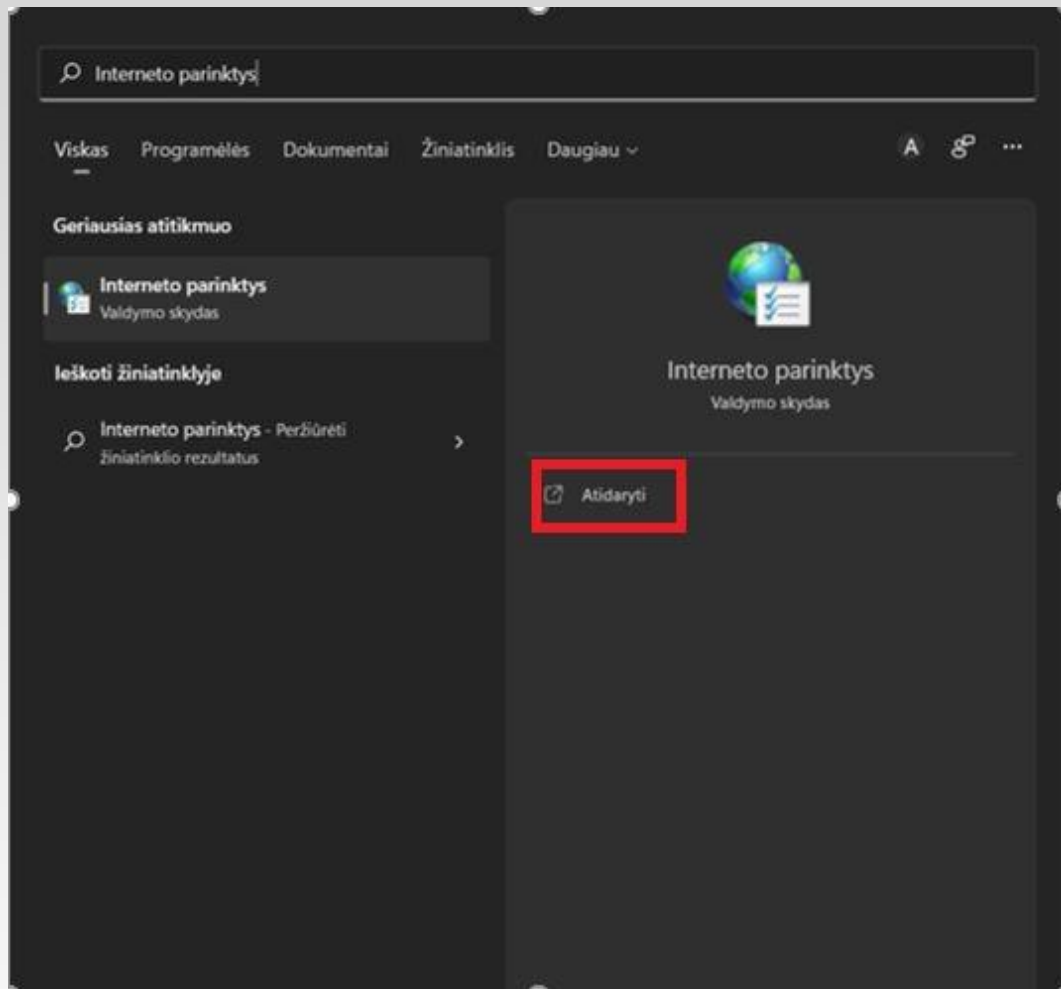 Interneto parinktys
Viskas Programėlės Dokumentai Žiniatinklis Daugiau A ...
Geriausias atitikmuo
Interneto parinktys
Valdymo skydas
Ieškoti žiniatinklyje
Interneto parinktys - Peržiūrėti
žiniatinklio rezultatus
Interneto parinktys
Valdymo skydas
Atidaryti